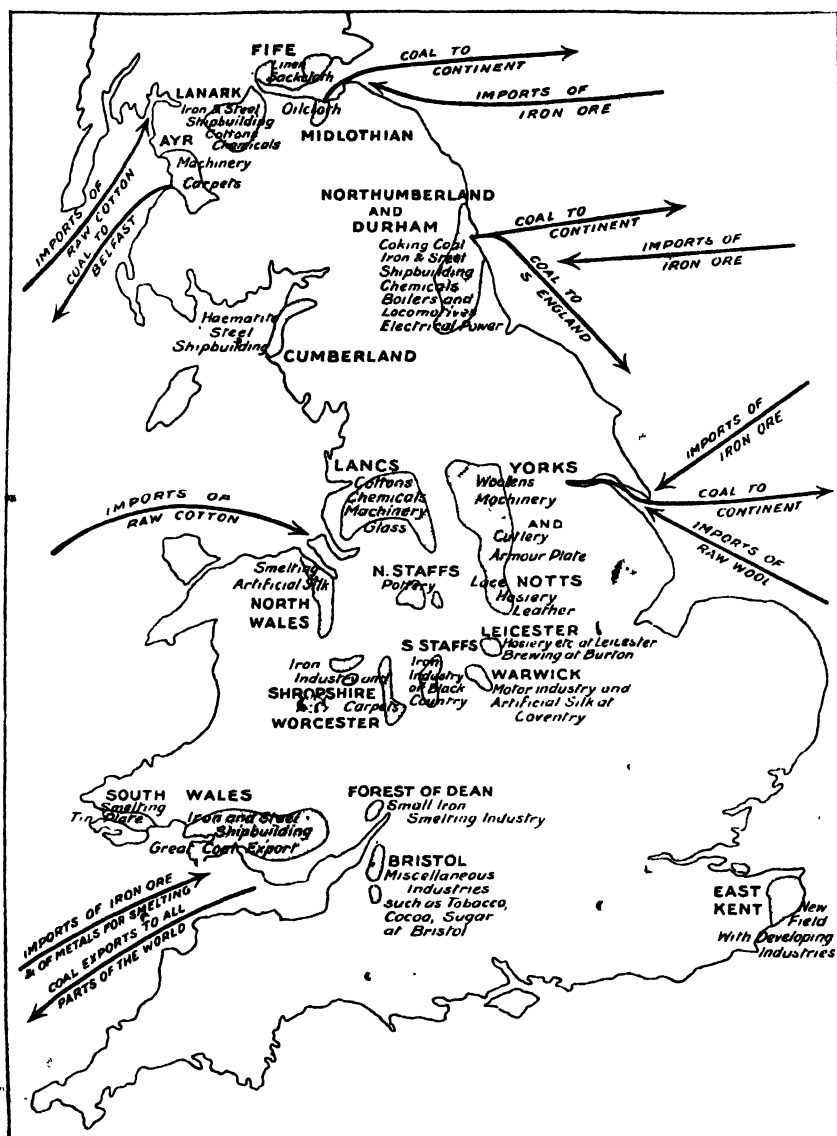 FIFE
Linen
Sackcloth
COAL TO
CONTINENT
IMPORTS OF
IRON ORE
LANARK
Iron & Steel
Shipbuilding
Cottons
Chemicals
Oilcloth
MIDLOTHIAN
AYR
Machinery
Carpets
IMPORTS OF
RAW COTTON
COAL TO
BELFAST
NORTHUMBERLAND
AND
DURHAM
Coking Coal
Iron & Steel
Shipbuilding
Chemicals
Boilers and
Locomotives
Electrical Power
COAL TO
CONTINENT
IMPORTS OF
IRON ORE
COAL TO
S ENGLAND
Haematite
Steel
Shipbuilding
CUMBERLAND
IMPORTS OF
IRON ORE
LANCS
Cottons
Chemicals
Machinery
Glass
YORKS
Woolens
Machinery
AND
Cutlery
Armour Plate
COAL TO
CONTINENT
IMPORTS OF
RAW WOOL
IMPORTS OF
RAW COTTON
Smelting
Artificial Silk
NORTH
WALES
N. STAFFS
Pottery
Lace NOTTS
Hosiery
Leather
LEICESTER
Hosiery etc at Leicester
Brewing at Burton
S STAFFS
Iron
Industry
of Black
Country
WARWICK
Motor industry and
Artificial Silk at
Coventry
Iron
Industry and
SHROPSHIRE
Carpets
WORCESTER
SOUTH WALES
Smelting
Tin Plate
Iron and Steel
Shipbuilding
Great Coal Export
FOREST OF DEAN
Small Iron
Smelting Industry
BRISTOL
Miscellaneous
Industries
such as Tobacco,
Cocoa, Sugar
at Bristol
EAST
KENT
New
Field
With Developing
Industries
IMPORTS OF IRON ORE
& OF METALS FOR SMELTING
COAL EXPORTS TO ALL
PARTS OF THE WORLD